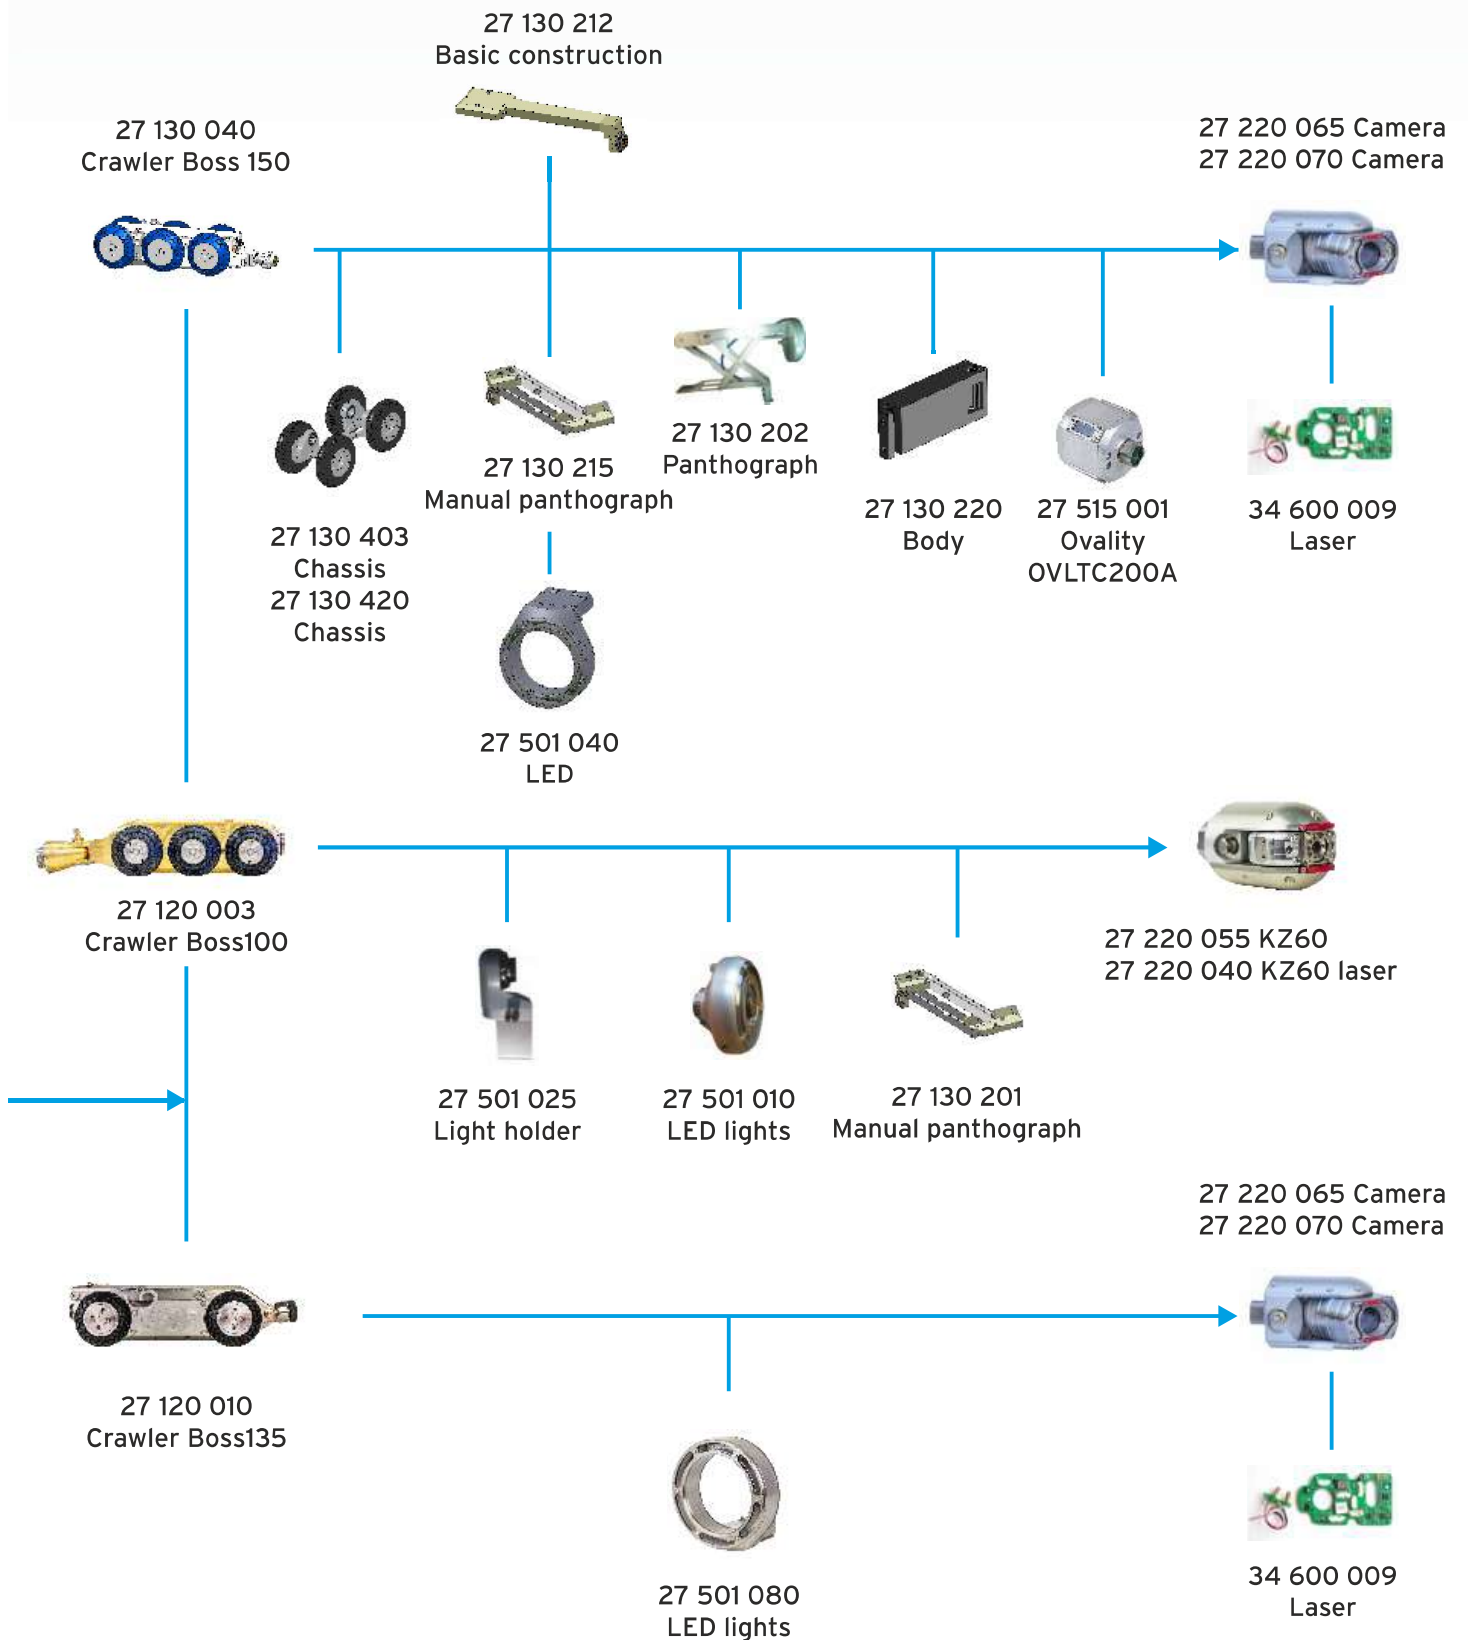 27 130 212
Basic construction
27 130 040
Crawler Boss 150
27 220 065 Camera
27 220 070 Camera
27 130 403
Chassis
27 130 420
Chassis
27 130 215
Manual panthograph
27 130 202
Panthograph
27 130 220
Body
27 515 001
Ovality
OVLTC200A
34 600 009
Laser
27 501 040
LED
27 120 003
Crawler Boss100
27 220 055 KZ60
27 220 040 KZ60 laser
27 501 025
Light holder
27 501 010
LED lights
27 130 201
Manual panthograph
27 220 065 Camera
27 220 070 Camera
27 120 010
Crawler Boss135
27 501 080
LED lights
34 600 009
Laser